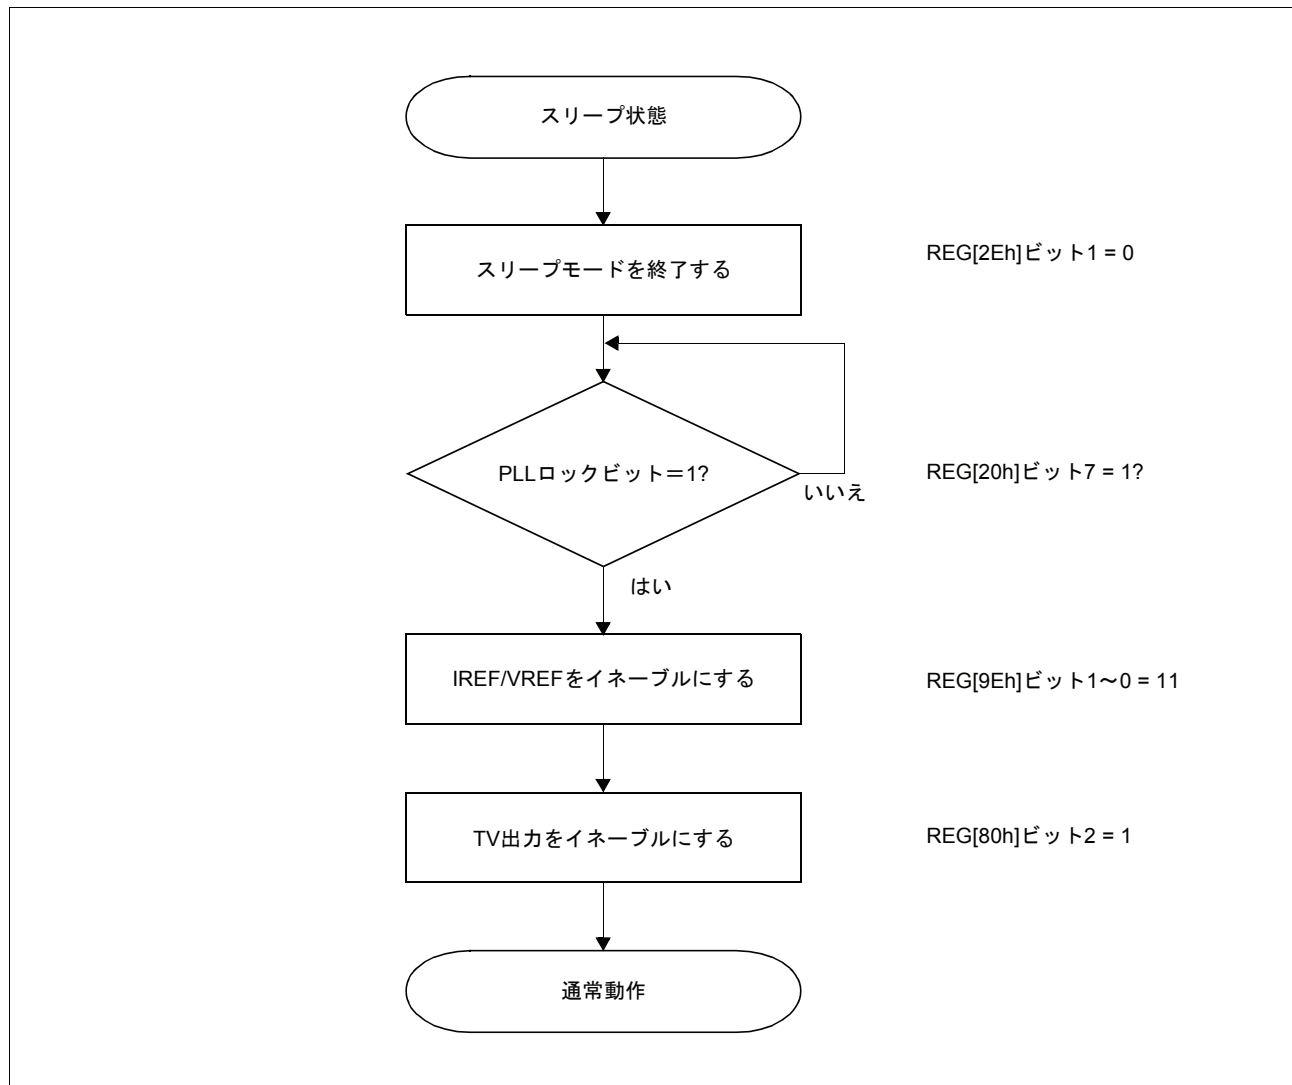 スリープ状態
スリープモードを終了する
REG[2Eh]ビット1 = 0
PLLロックビット＝1?
REG[20h]ビット7 = 1?
いいえ
はい
IREF/VREFをイネーブルにする
REG[9Eh]ビット1～0 = 11
TV出力をイネーブルにする
REG[80h]ビット2 = 1
通常動作